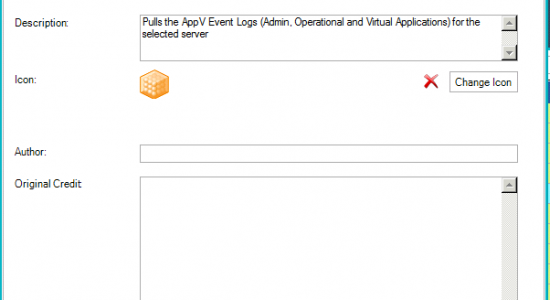 Description:
Pulls the AppV Event Logs (Admin, Operational and Virtual Applications) for the
selected server
Icon:
Change Icon
Author:
Original Credit